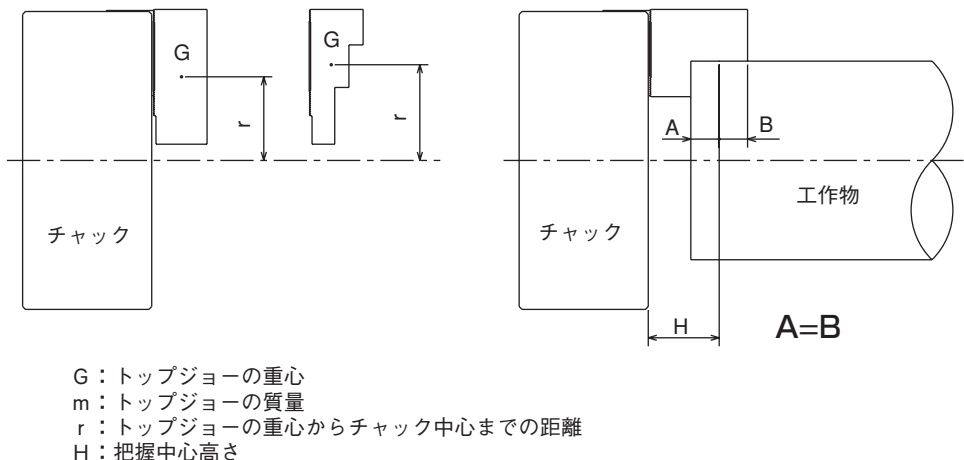 G
G
r
r
A
B
チャック
チャック
工作物
H
A=B
G：トップジョーの重心
m：トップジョーの質量
r：トップジョーの重心からチャック中心までの距離
H：把握中心高さ